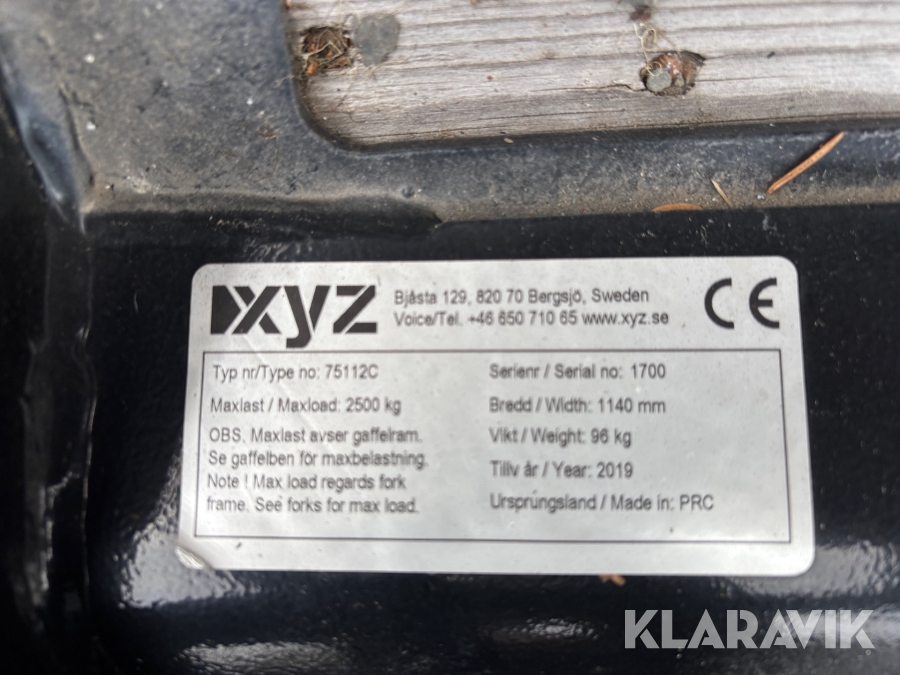 XYZ
Bjåsta 129, 820 70 Bergsjö, Sweden
Voice/Tel. +46 650 710 65 www.xyz.se
CE
Typ nr/Type no: 75112C
Serienr / Serial no: 1700
Maxlast / Maxload: 2500 kg
Bredd / Width: 1140 mm
OBS. Maxlast avser gaffelram.
Vikt / Weight: 96 kg
Se gaffelben för maxbelastning.
Tillv år / Year: 2019
Note ! Max load regards fork
frame. See forks for max load.
Ursprungsland / Made in: PRC
KLARAVIK